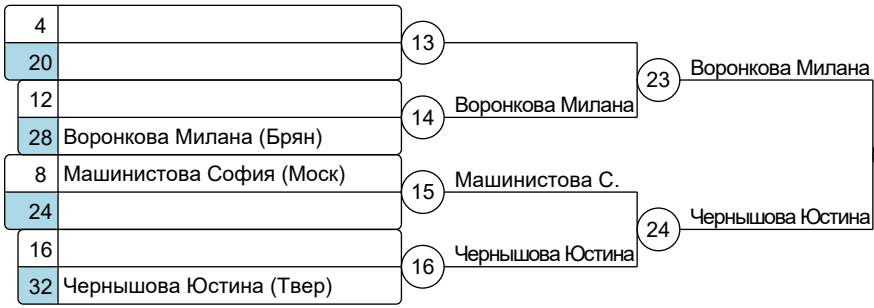 4
20
13
12
28 Воронкова Милана (Брян)
14
Воронкова Милана
23
Воронкова Милана
8 Машинистова София (Моск)
24
15
Машинистова С.
16
32 Чернышова Юстина (Твер)
16
Чернышова Юстина
24
Чернышова Юстина